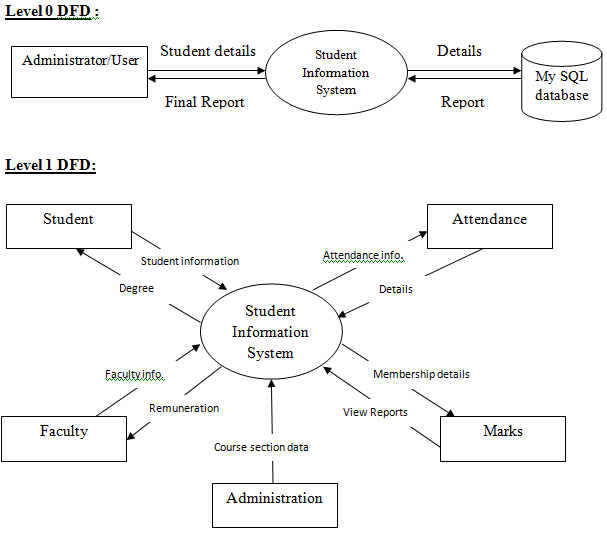 Level 0 DFD :
Administrator/User
Student details
Final Report
Student
Information
System
Details
Report
My SQL
database
Level 1 DFD:
Student
Attendance
Student information
Degree
Attendance info.
Details
Student
Information
System
Faculty info.
Remuneration
Membership details
View Reports
Faculty
Course section data
Marks
Administration